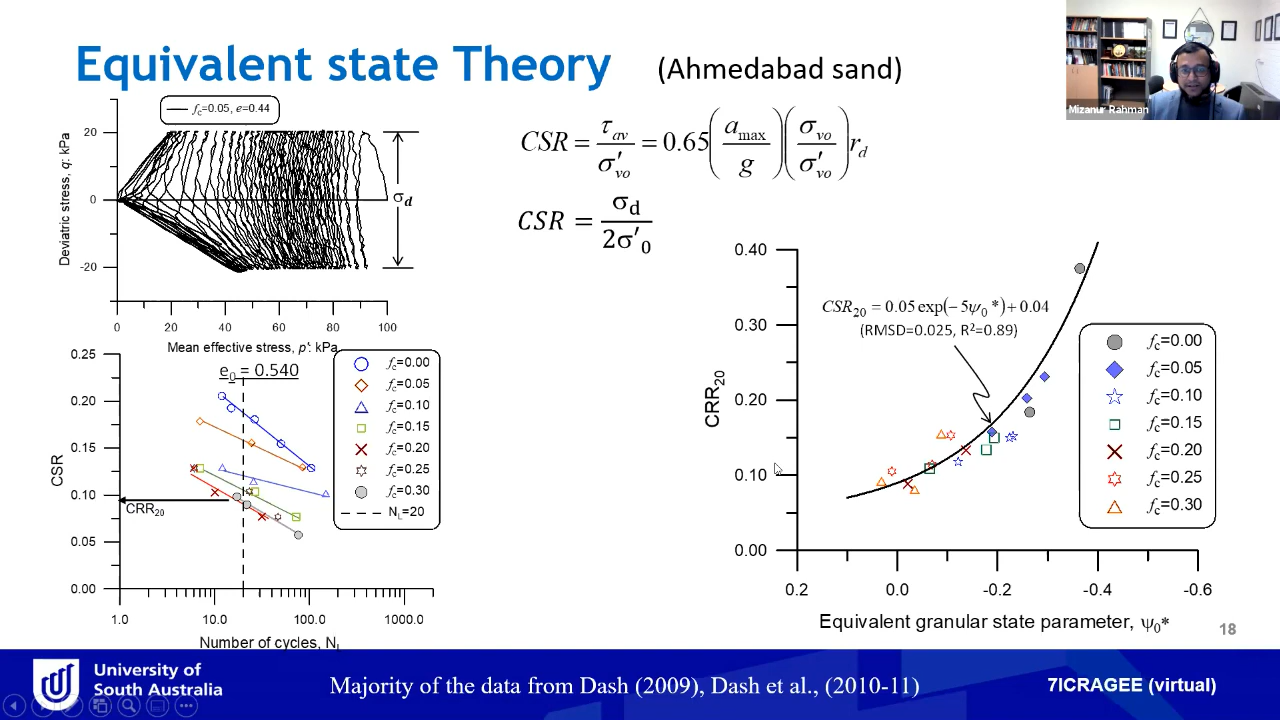 Equivalent state Theory
(Ahmedabad sand)
Mizanur Rahman
fc=0.05, e=0.44
Deviatric stress, q: kPa
20
0
-20
σd
0 20 40 60 80 100
Mean effective stress, p': kPa
CSR = τav/σ'vo = 0.65(amax/g)(σvo/σ'vo)rd
CSR = σd/2σ'0
CSR
0.25
0.20
0.15
0.10
0.05
0.00
e0 = 0.540
CRR20
fc=0.00
fc=0.05
fc=0.10
fc=0.15
fc=0.20
fc=0.25
fc=0.30
NL=20
1.0 10.0 100.0 1000.0
Number of cycles, NL
CRR20
0.40
0.30
0.20
0.10
0.00
CSR20 = 0.05 exp(−5ψ0*)+0.04
(RMSD=0.025, R²=0.89)
fc=0.00
fc=0.05
fc=0.10
fc=0.15
fc=0.20
fc=0.25
fc=0.30
0.2 0.0 -0.2 -0.4 -0.6
Equivalent granular state parameter, ψ0*
18
University of
South Australia
Majority of the data from Dash (2009), Dash et al., (2010-11)
7ICRAGEE (virtual)